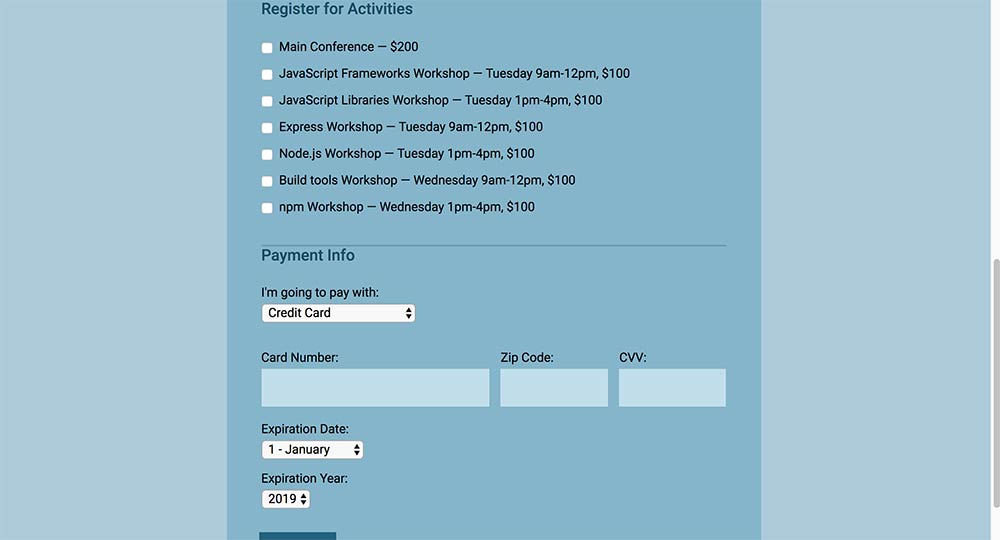 Register for Activities
Main Conference — $200
JavaScript Frameworks Workshop — Tuesday 9am-12pm, $100
JavaScript Libraries Workshop — Tuesday 1pm-4pm, $100
Express Workshop — Tuesday 9am-12pm, $100
Node.js Workshop — Tuesday 1pm-4pm, $100
Build tools Workshop — Wednesday 9am-12pm, $100
npm Workshop — Wednesday 1pm-4pm, $100
Payment Info
I'm going to pay with:
Credit Card
Card Number: Zip Code: CVV:
Expiration Date:
1 - January
Expiration Year:
2019